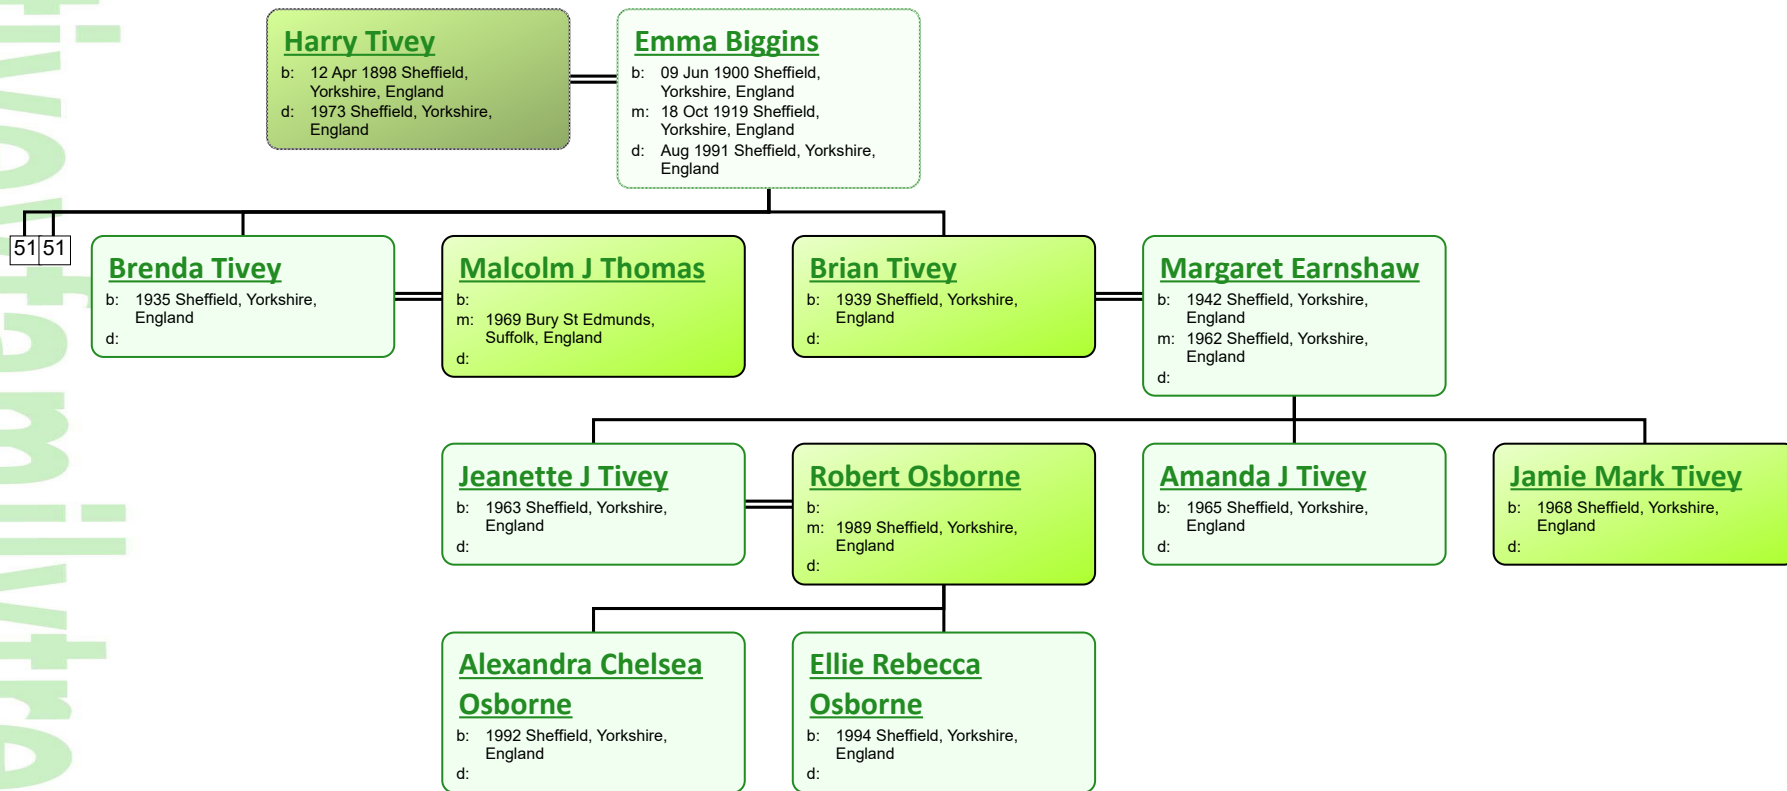 Harry Tivey
b: 12 Apr 1898 Sheffield,
Yorkshire, England
d: 1973 Sheffield, Yorkshire,
England
Emma Biggins
b: 09 Jun 1900 Sheffield,
Yorkshire, England
m: 18 Oct 1919 Sheffield,
Yorkshire, England
d: Aug 1991 Sheffield, Yorkshire,
England
51 51
Brenda Tivey
b: 1935 Sheffield, Yorkshire,
England
d:
Malcolm J Thomas
b:
m: 1969 Bury St Edmunds,
Suffolk, England
d:
Brian Tivey
b: 1939 Sheffield, Yorkshire,
England
d:
Margaret Earnshaw
b: 1942 Sheffield, Yorkshire,
England
m: 1962 Sheffield, Yorkshire,
England
d:
Jeanette J Tivey
b: 1963 Sheffield, Yorkshire,
England
d:
Robert Osborne
b:
m: 1989 Sheffield, Yorkshire,
England
d:
Amanda J Tivey
b: 1965 Sheffield, Yorkshire,
England
d:
Jamie Mark Tivey
b: 1968 Sheffield, Yorkshire,
England
d:
Alexandra Chelsea
Osborne
b: 1992 Sheffield, Yorkshire,
England
d:
Ellie Rebecca
Osborne
b: 1994 Sheffield, Yorkshire,
England
d: